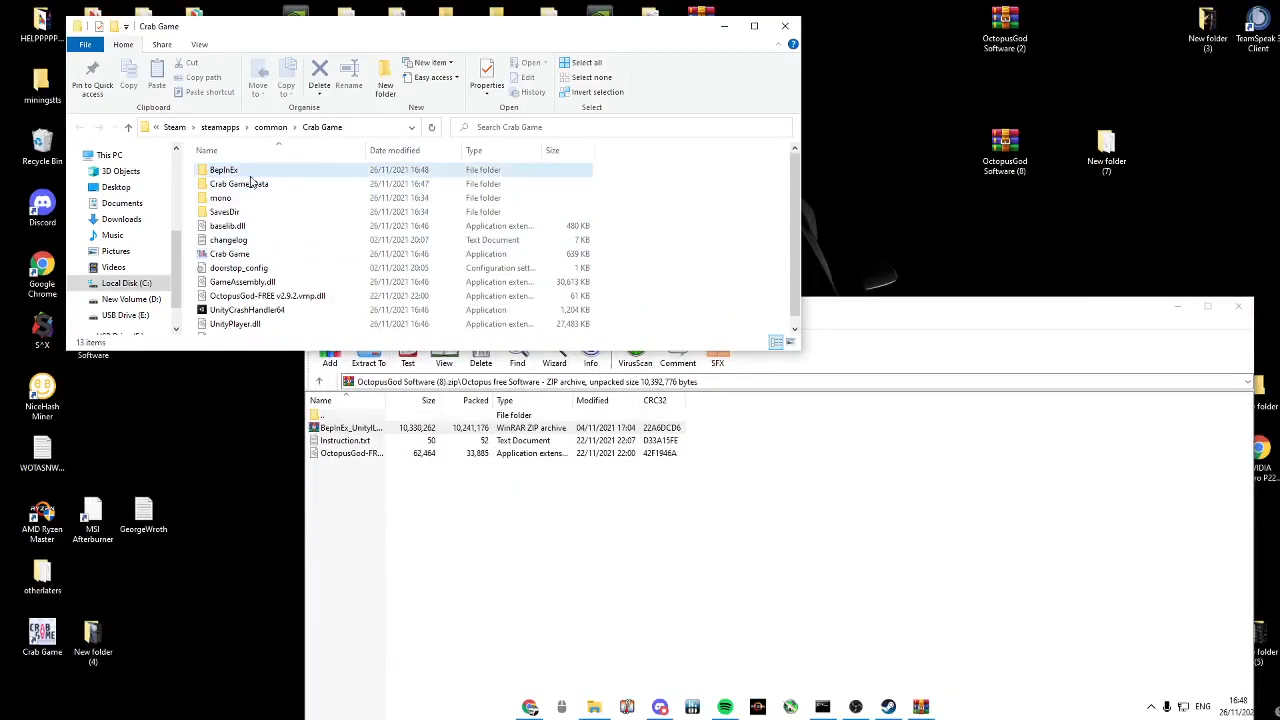 HELPPPPP...
miningstts
Recycle Bin
Discord
Google
Chrome
S^X
Software
NiceHash
Miner
WOTASNW...
AMD Ryzen
Master
MSI
Afterburner
GeorgeWroth
otherlaters
Crab Game
New folder
(4)
OctopusGod
Software (2)
New folder
(3)
TeamSpeak 3
Client
OctopusGod
Software (8)
New folder
(7)
Crab Game
File
Home
Share
View
Pin to Quick
access
Copy
Paste
Cut
Copy path
Paste shortcut
Clipboard
Move
to
Copy
to
Delete
Rename
Organise
New
folder
New item
Easy access
New
Properties
Open
Edit
History
Open
Select all
Select none
Invert selection
Select
« Steam > steamapps > common > Crab Game
Search Crab Game
This PC
3D Objects
Desktop
Documents
Downloads
Music
Pictures
Videos
Local Disk (C:)
New Volume (D:)
USB Drive (E:)
Name Date modified Type Size
BepInEx 26/11/2021 16:48 File folder
Crab Game_Data 26/11/2021 16:47 File folder
mono 26/11/2021 16:34 File folder
SavesDir 26/11/2021 16:34 File folder
baselib.dll 26/11/2021 16:46 Application exten... 480 KB
changelog 02/11/2021 20:07 Text Document 7 KB
Crab Game 26/11/2021 16:46 Application 639 KB
doorstop_config 02/11/2021 20:05 Configuration sett... 1 KB
GameAssembly.dll 26/11/2021 16:46 Application exten... 30,613 KB
OctopusGod-FREE v2.9.2.vmp.dll 22/11/2021 22:00 Application exten... 61 KB
UnityCrashHandler64 26/11/2021 16:46 Application 1,204 KB
UnityPlayer.dll 26/11/2021 16:46 Application exten... 27,483 KB
13 items
Add Extract To Test View Delete Find Wizard Info VirusScan Comment SFX
OctopusGod Software (8).zip\Octopus free Software - ZIP archive, unpacked size 10,392,776 bytes
Name Size Packed Type Modified CRC32
.. File folder
BepInEx_UnityIL... 10,330,262 10,241,176 WinRAR ZIP archive 04/11/2021 17:04 22A6DCD6
Instruction.txt 50 52 Text Document 22/11/2021 22:07 D33A15FE
OctopusGod-FR... 62,464 33,885 Application extens... 22/11/2021 22:00 42F1946A
folder
(5)
ENG
16:48